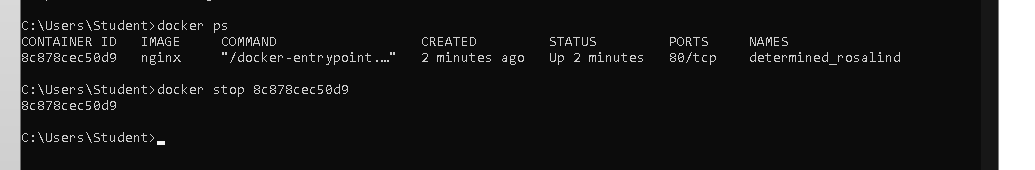 C:\Users\Student>docker ps
CONTAINER ID   IMAGE     COMMAND                  CREATED         STATUS         PORTS     NAMES
8c878cec50d9   nginx     "/docker-entrypoint.…"   2 minutes ago   Up 2 minutes   80/tcp    determined_rosalind
C:\Users\Student>docker stop 8c878cec50d9
8c878cec50d9
C:\Users\Student>